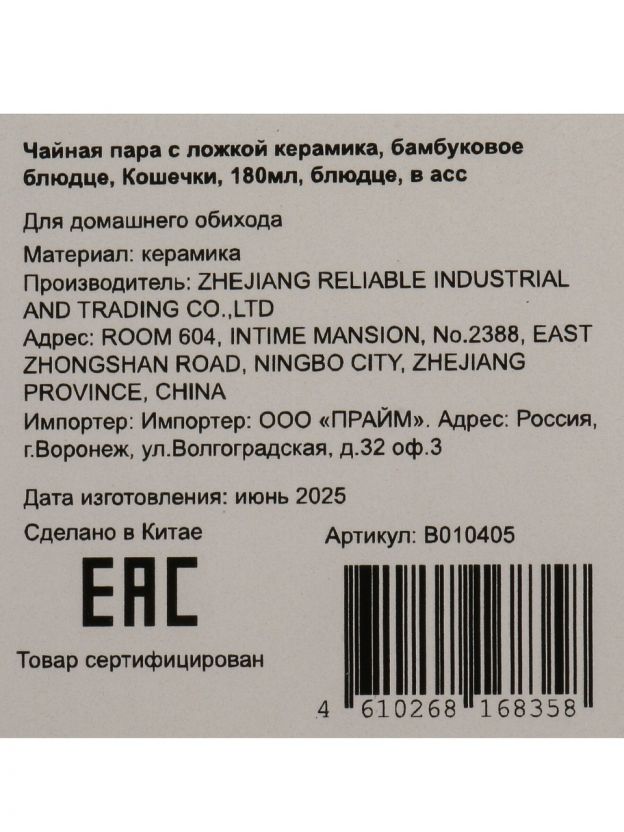 Чайная пара с ложкой керамика, бамбуковое
блюдце, Кошечки, 180мл, блюдце, в асс
Для домашнего обихода
Материал: керамика
Производитель: ZHEJIANG RELIABLE INDUSTRIAL
AND TRADING CO.,LTD
Адрес: ROOM 604, INTIME MANSION, No.2388, EAST
ZHONGSHAN ROAD, NINGBO CITY, ZHEJIANG
PROVINCE, CHINA
Импортер: Импортер: ООО «ПРАЙМ». Адрес: Россия,
г.Воронеж, ул.Волгоградская, д.32 оф.3
Дата изготовления: июнь 2025
Сделано в Китае
Артикул: B010405
EAC
Товар сертифицирован
4 610268 168358